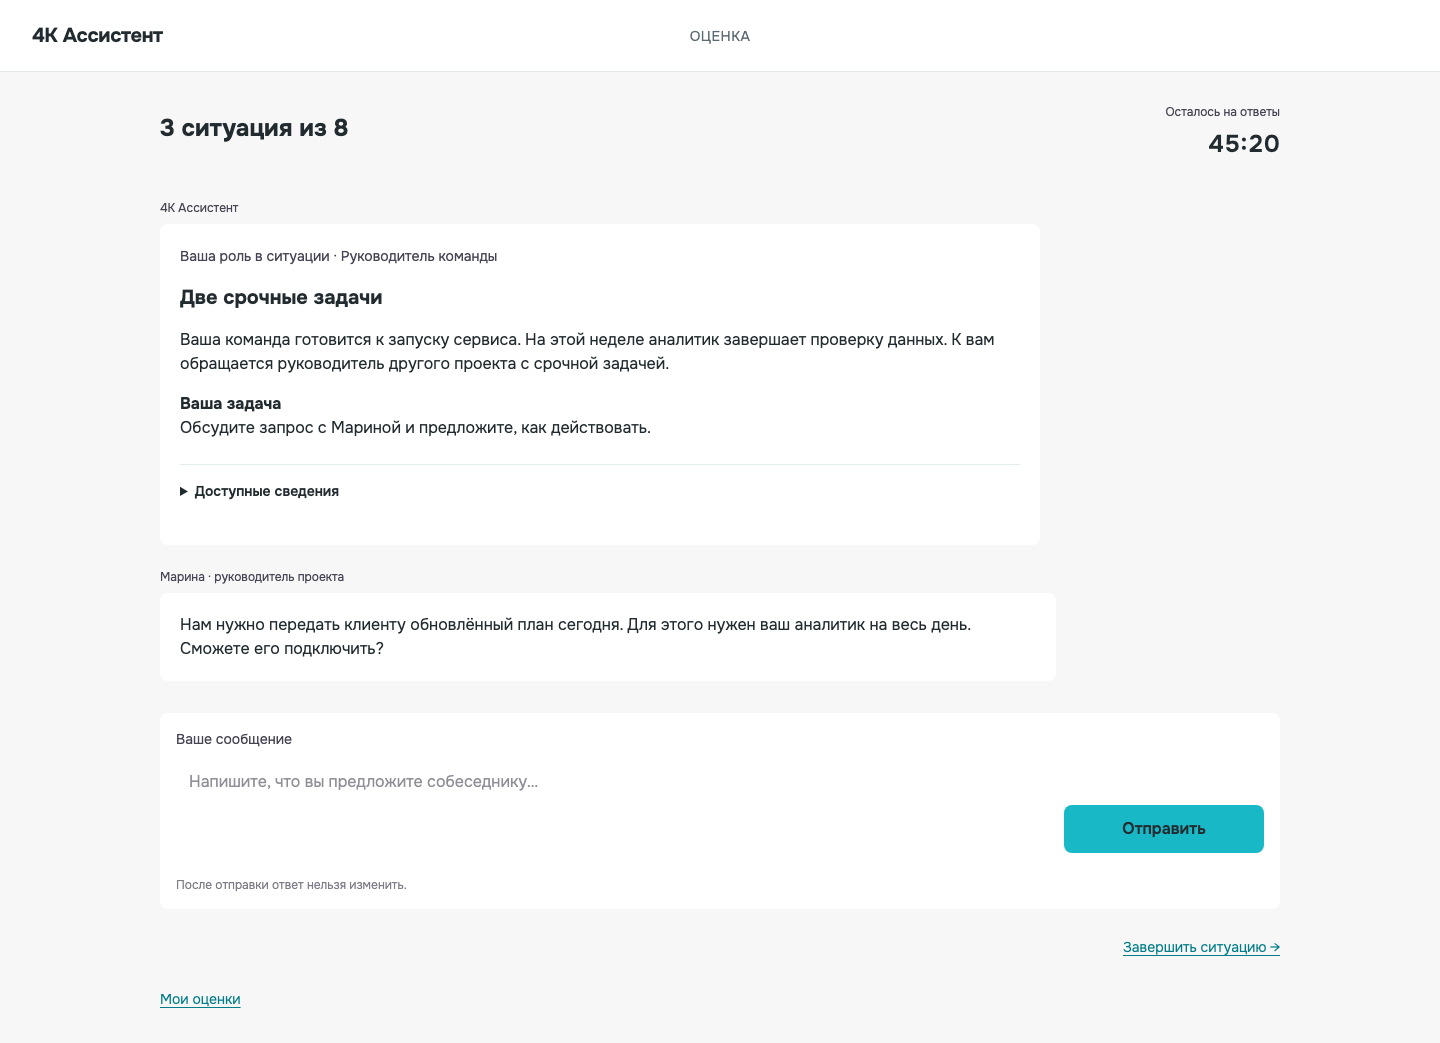 4K Ассистент
ОЦЕНКА
3 ситуация из 8
Осталось на ответы
45:20
4K Ассистент
Ваша роль в ситуации · Руководитель команды
Две срочные задачи
Ваша команда готовится к запуску сервиса. На этой неделе аналитик завершает проверку данных. К вам
обращается руководитель другого проекта с срочной задачей.
Ваша задача
Обсудите запрос с Мариной и предложите, как действовать.
Доступные сведения
Марина · руководитель проекта
Нам нужно передать клиенту обновлённый план сегодня. Для этого нужен ваш аналитик на весь день.
Сможете его подключить?
Ваше сообщение
Напишите, что вы предложите собеседнику...
Отправить
После отправки ответ нельзя изменить.
Завершить ситуацию →
Мои оценки